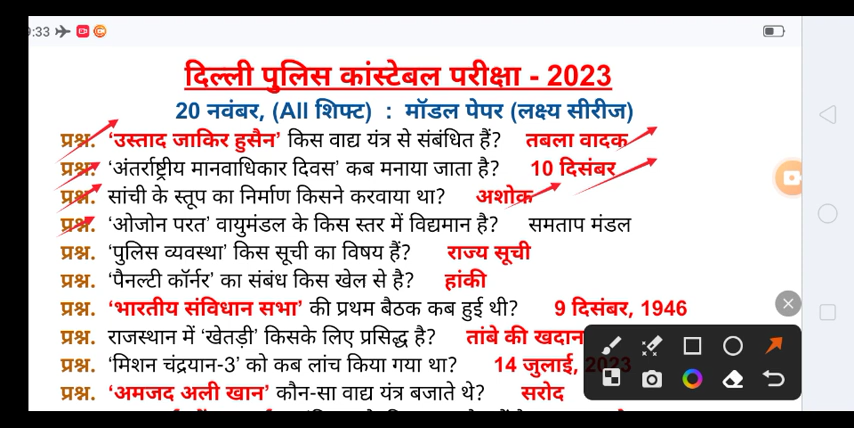 :33
दिल्ली पुलिस कांस्टेबल परीक्षा - 2023
20 नवंबर, (All शिफ्ट) : मॉडल पेपर (लक्ष्य सीरीज)
प्रश्न. ‘उस्ताद जाकिर हुसैन’ किस वाद्य यंत्र से संबंधित हैं? तबला वादक
प्रश्न. ‘अंतर्राष्ट्रीय मानवाधिकार दिवस’ कब मनाया जाता है? 10 दिसंबर
प्रश्न. सांची के स्तूप का निर्माण किसने करवाया था? अशोक
प्रश्न. ‘ओजोन परत’ वायुमंडल के किस स्तर में विद्यमान है? समताप मंडल
प्रश्न. ‘पुलिस व्यवस्था’ किस सूची का विषय हैं? राज्य सूची
प्रश्न. ‘पैनल्टी कॉर्नर’ का संबंध किस खेल से है? हांकी
प्रश्न. ‘भारतीय संविधान सभा’ की प्रथम बैठक कब हुई थी? 9 दिसंबर, 1946
प्रश्न. राजस्थान में ‘खेतड़ी’ किसके लिए प्रसिद्ध है? तांबे की खदान
प्रश्न. ‘मिशन चंद्रयान-3’ को कब लांच किया गया था? 14 जुलाई, 2023
प्रश्न. ‘अमजद अली खान’ कौन-सा वाद्य यंत्र बजाते थे? सरोद